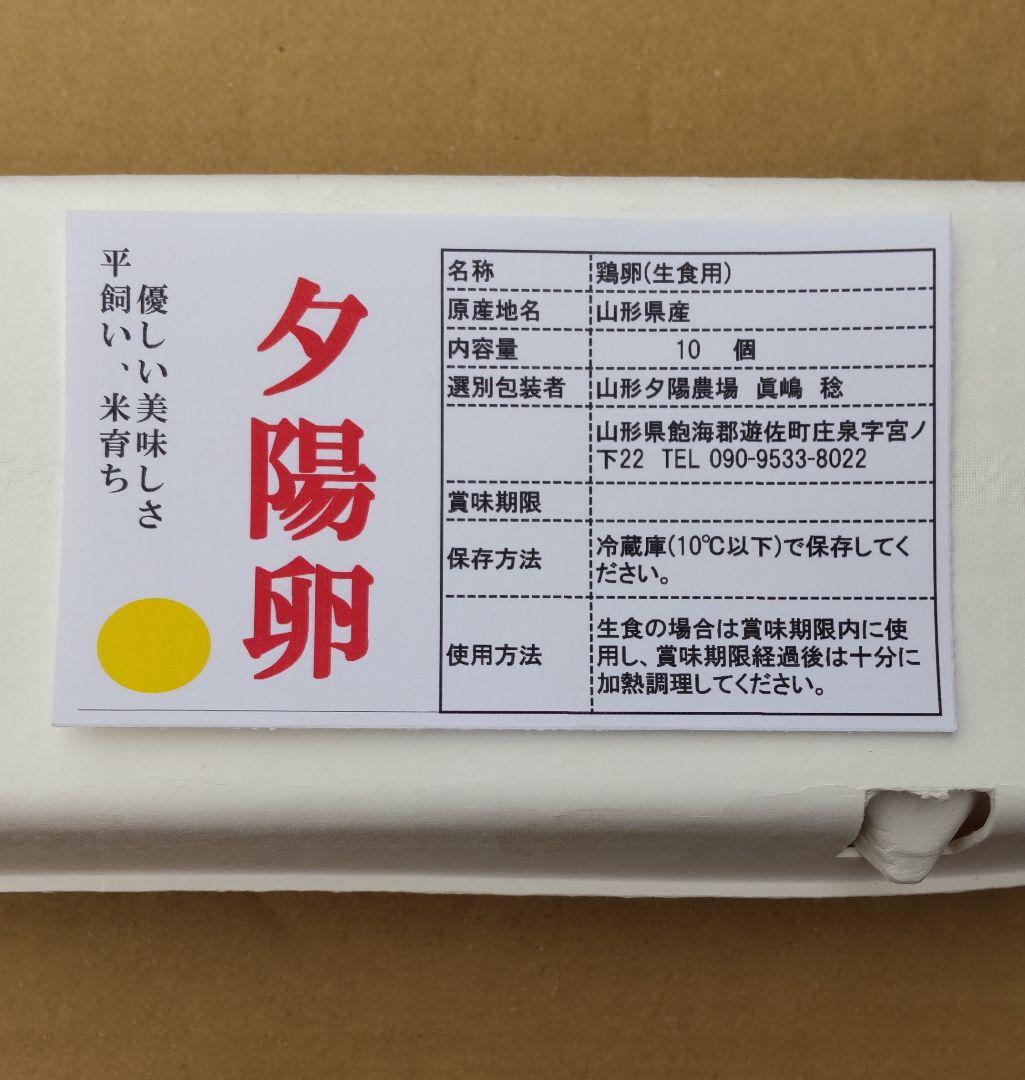 平飼い、米育ち
優しい美味しさ
夕陽卵
名称 鶏卵(生食用)
原産地名 山形県産
内容量 10 個
選別包装者 山形夕陽農場 眞嶋 稔
山形県飽海郡遊佐町庄泉字宮ノ
下22 TEL 090-9533-8022
賞味期限
保存方法 冷蔵庫(10℃以下)で保存してく
ださい。
使用方法 生食の場合は賞味期限内に使
用し、賞味期限経過後は十分に
加熱調理してください。